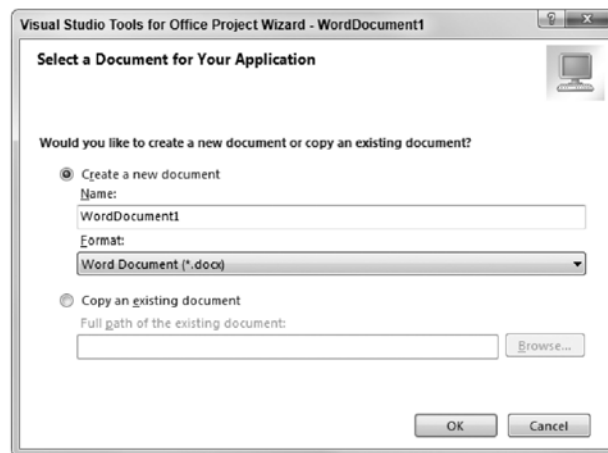 Visual Studio Tools for Office Project Wizard - WordDocument1
Select a Document for Your Application
Would you like to create a new document or copy an existing document?
Create a new document
Name:
WordDocument1
Format:
Word Document (*.docx)
Copy an existing document
Full path of the existing document:
Browse...
OK Cancel